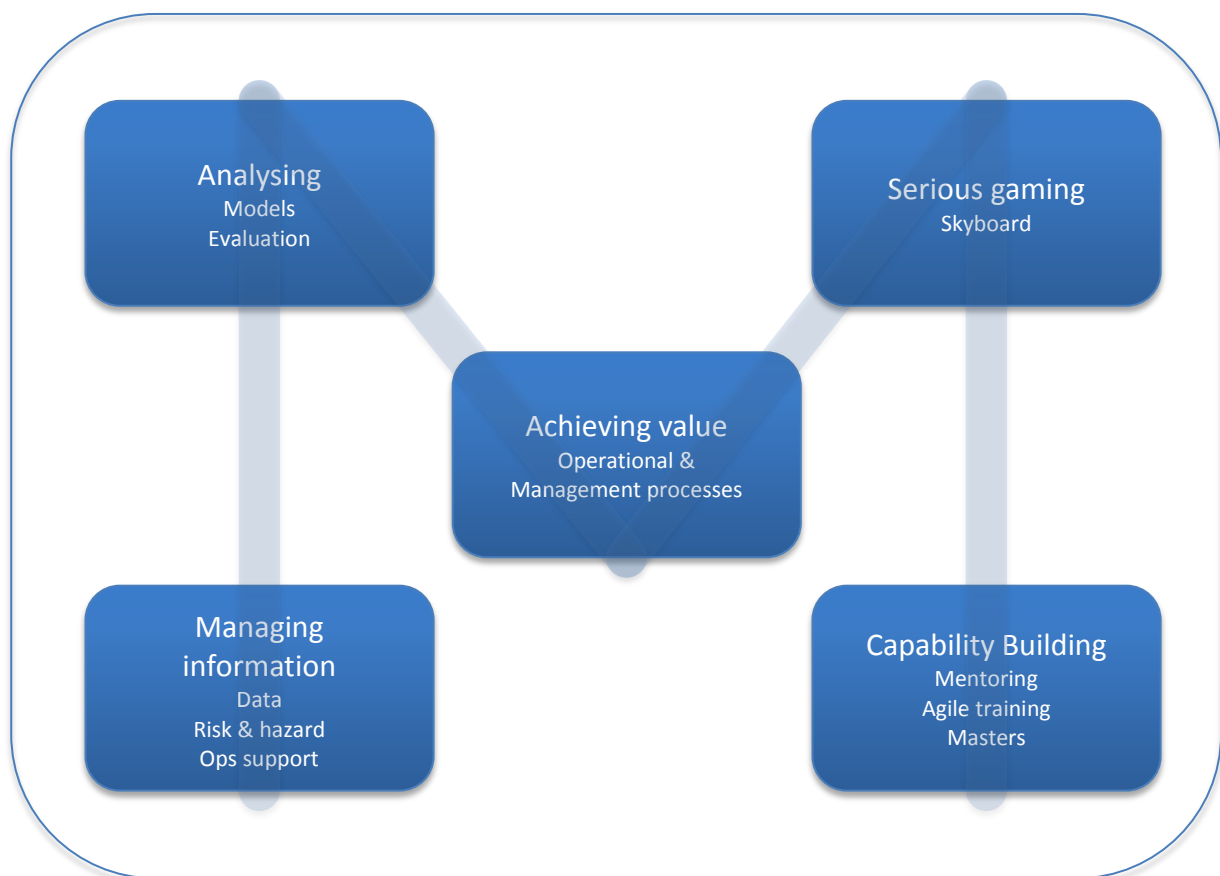 Analysing
Models
Evaluation
Serious gaming
Skyboard
Achieving value
Operational &
Management processes
Managing
information
Data
Risk & hazard
Ops support
Capability Building
Mentoring
Agile training
Masters